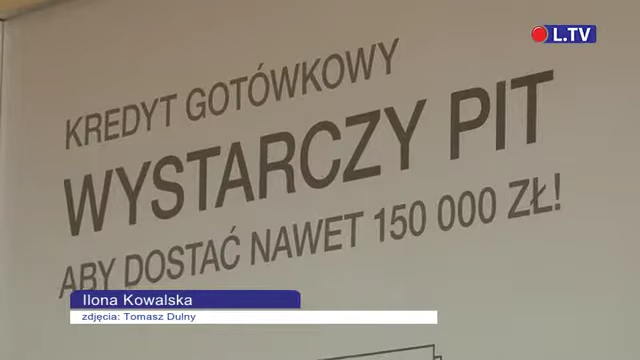 L.TV
KREDYT GOTÓWKOWY
WYSTARCZY PIT
ABY DOSTAĆ NAWET 150 000 ZŁ!
Ilona Kowalska
zdjęcia: Tomasz Dulny